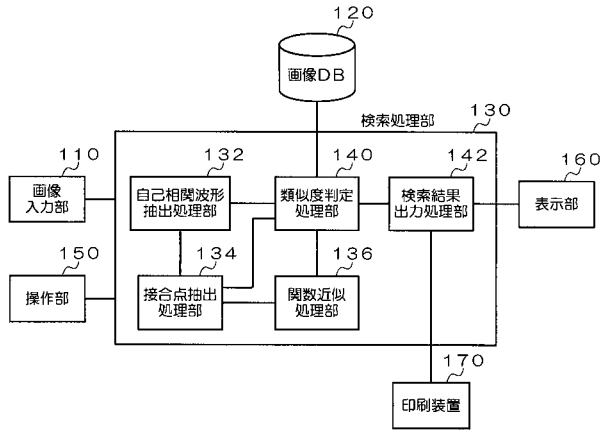 120
画像DB
検索処理部
130
110
画像
入力部
132
自己相関波形
抽出処理部
140
類似度判定
処理部
142
検索結果
出力処理部
160
表示部
150
操作部
134
接合点抽出
処理部
136
関数近似
処理部
170
印刷装置